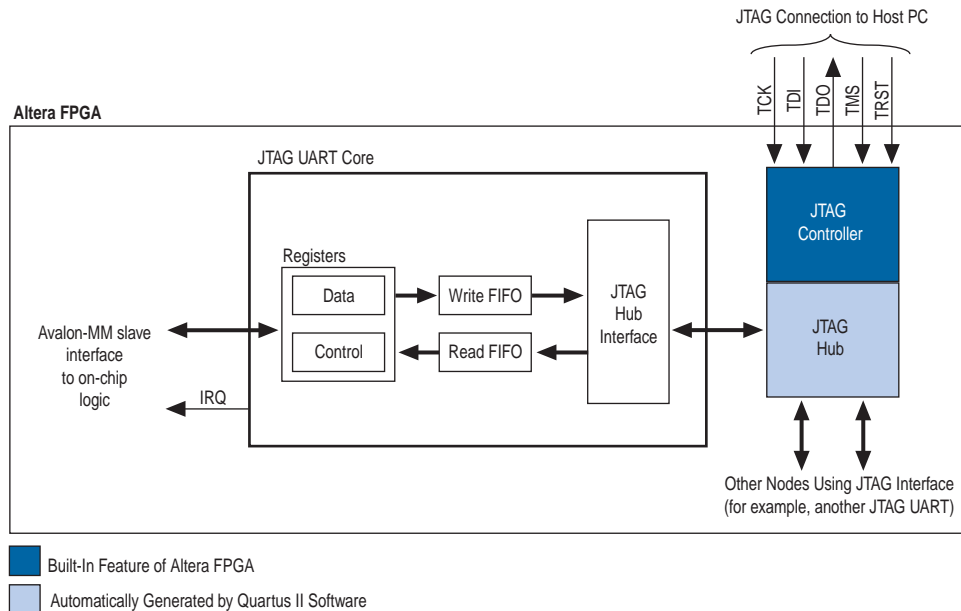 JTAG Connection to Host PC
TCK
TDI
TDO
TMS
TRST
Altera FPGA
JTAG UART Core
JTAG
Controller
Registers
Data
Write FIFO
JTAG
Hub
Interface
Control
Read FIFO
JTAG
Hub
Avalon-MM slave
interface
to on-chip
logic
IRQ
Other Nodes Using JTAG Interface
(for example, another JTAG UART)
Built-In Feature of Altera FPGA
Automatically Generated by Quartus II Software